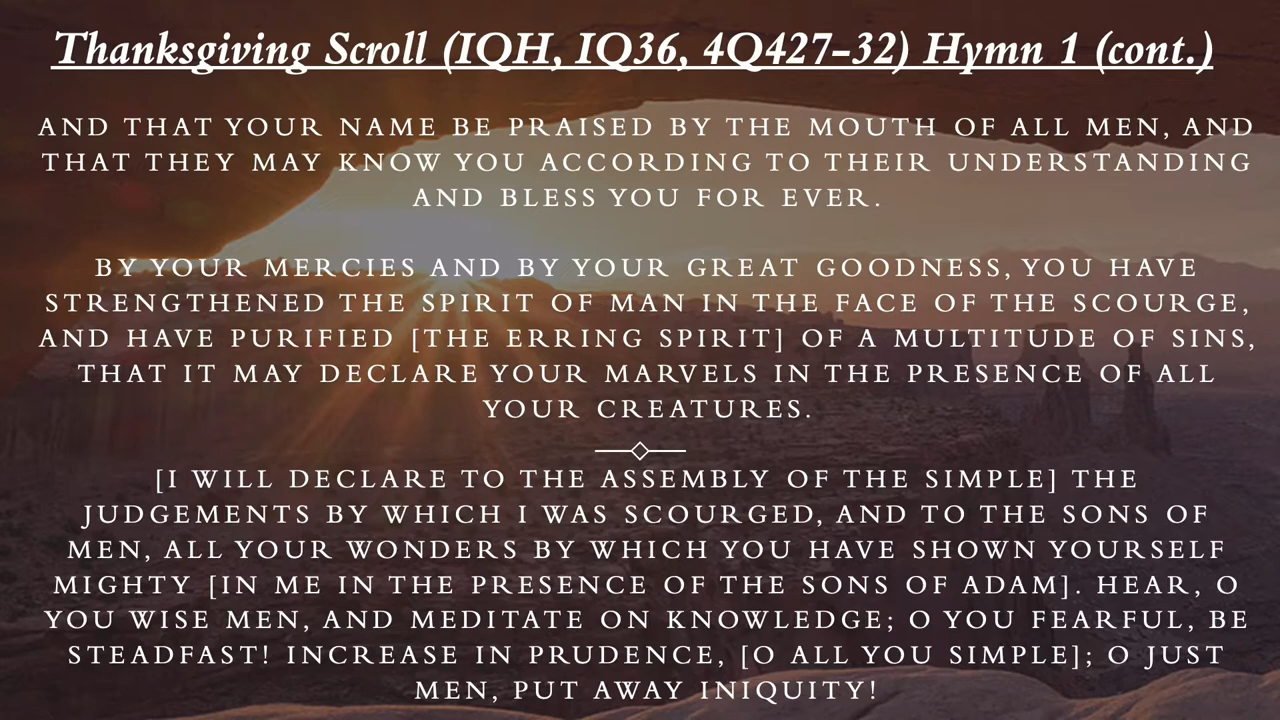 Thanksgiving Scroll (IQH, IQ36, 4Q427–32) Hymn 1 (cont.)
AND THAT YOUR NAME BE PRAISED BY THE MOUTH OF ALL MEN, AND
THAT THEY MAY KNOW YOU ACCORDING TO THEIR UNDERSTANDING
AND BLESS YOU FOR EVER.
BY YOUR MERCIES AND BY YOUR GREAT GOODNESS, YOU HAVE
STRENGTHENED THE SPIRIT OF MAN IN THE FACE OF THE SCOURGE,
AND HAVE PURIFIED [THE ERRING SPIRIT] OF A MULTITUDE OF SINS,
THAT IT MAY DECLARE YOUR MARVELS IN THE PRESENCE OF ALL
YOUR CREATURES.
[I WILL DECLARE TO THE ASSEMBLY OF THE SIMPLE] THE
JUDGEMENTS BY WHICH I WAS SCOURGED, AND TO THE SONS OF
MEN, ALL YOUR WONDERS BY WHICH YOU HAVE SHOWN YOURSELF
MIGHTY [IN ME IN THE PRESENCE OF THE SONS OF ADAM]. HEAR, O
YOU WISE MEN, AND MEDITATE ON KNOWLEDGE; O YOU FEARFUL, BE
STEADFAST! INCREASE IN PRUDENCE, [O ALL YOU SIMPLE]; O JUST
MEN, PUT AWAY INIQUITY!